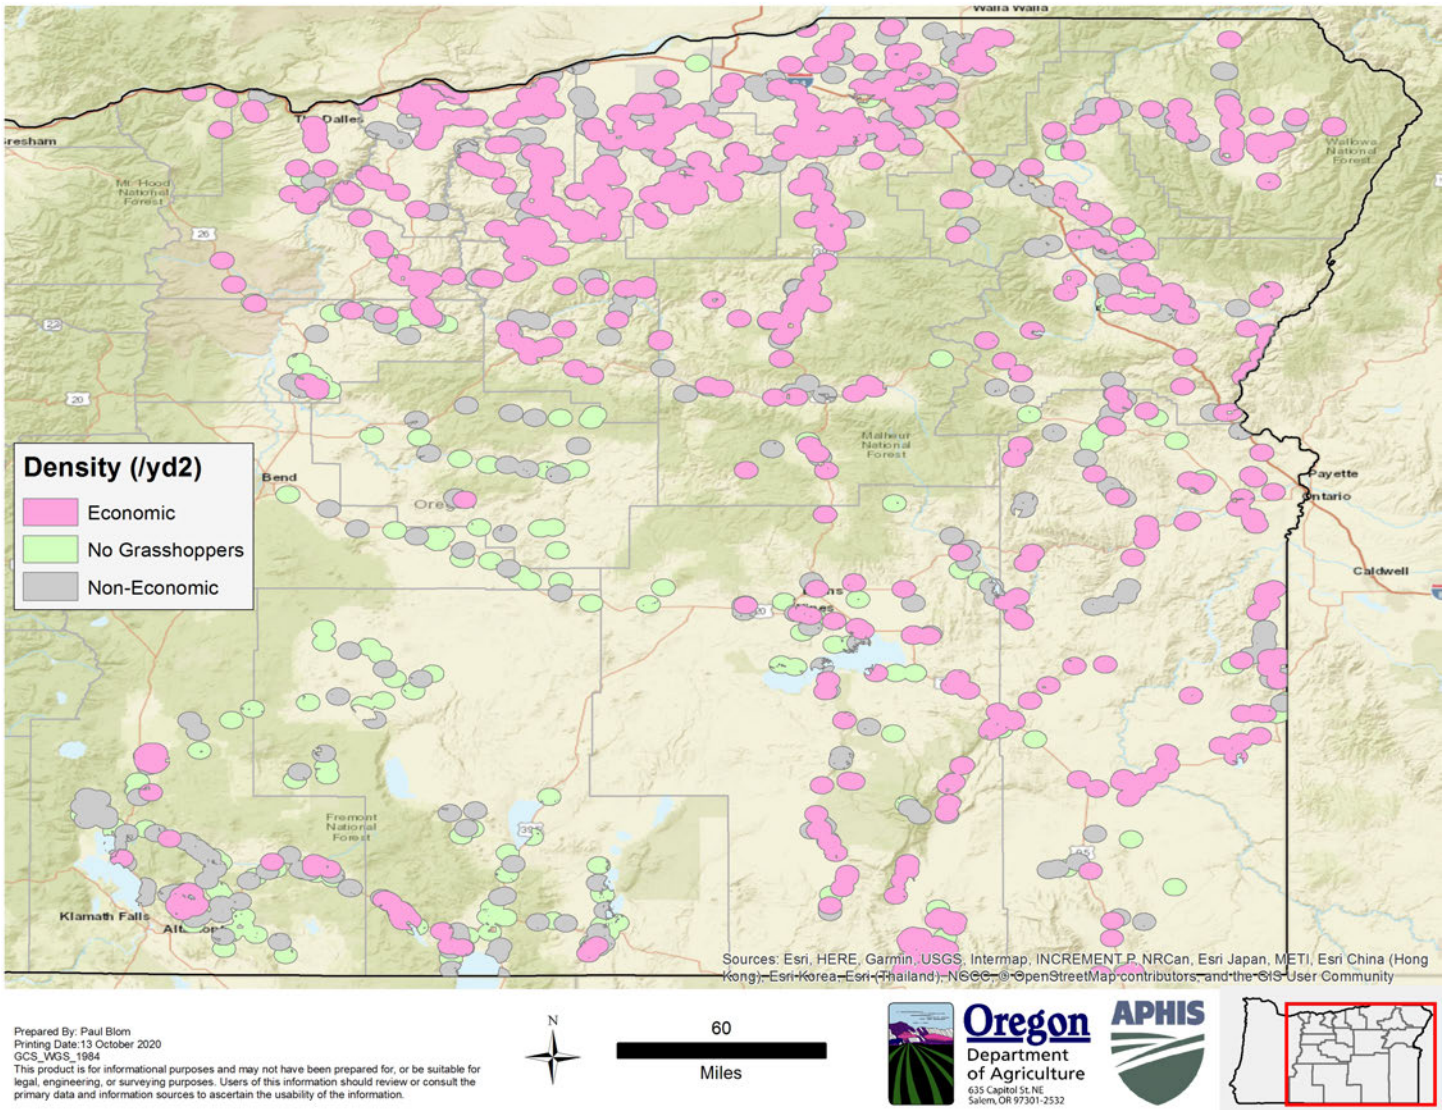 Walla Walla
84
The Dalles
Gresham
Mt. Hood
National
Forest
Wallowa
National
Forest
26
22
20
Malheur
National
Forest
Density (/yd2)
Economic
No Grasshoppers
Non-Economic
Bend
Payette
Ontario
Caldwell
20
Fremont
National
Forest
395
95
Klamath Falls
Sources: Esri, HERE, Garmin, USGS, Intermap, INCREMENT P, NRCan, Esri Japan, METI, Esri China (Hong
Kong), Esri Korea, Esri (Thailand), NGCC, © OpenStreetMap contributors, and the GIS User Community
Prepared By: Paul Blom
Printing Date:13 October 2020
GCS_WGS_1984
This product is for informational purposes and may not have been prepared for, or be suitable for
legal, engineering, or surveying purposes. Users of this information should review or consult the
primary data and information sources to ascertain the usability of the information.
N
60
Miles
Oregon
Department
of Agriculture
635 Capitol St. NE
Salem, OR 97301-2532
APHIS